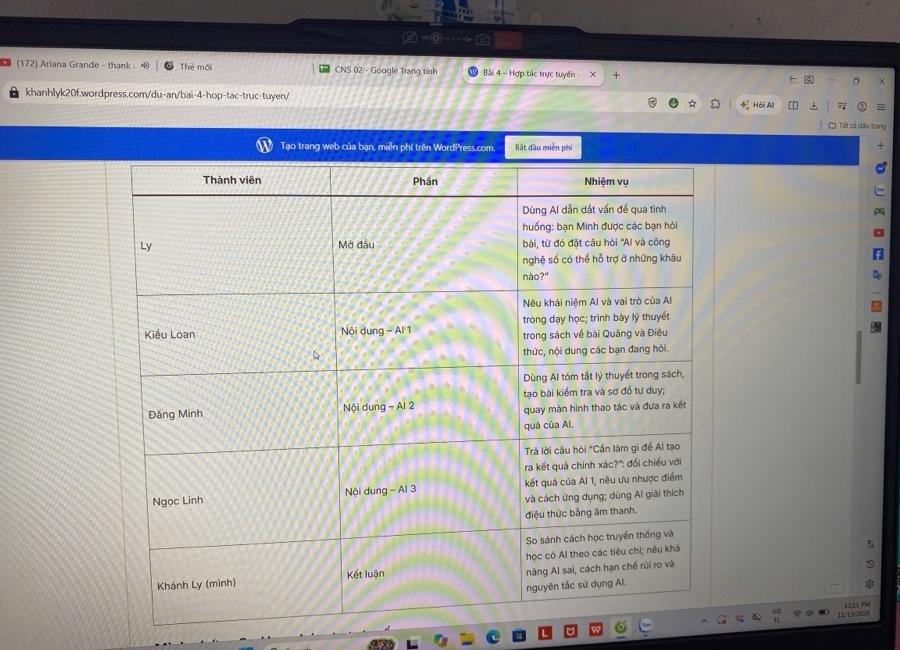 (172) Ariana Grande - thank
Thẻ mới
CNS 02 - Google Trang tính
Bài 4 – Hợp tác trực tuyến -
khanhlyk20f.wordpress.com/du-an/bai-4-hop-tac-truc-tuyen/
Hỏi AI
Tất cả dấu trang
Tạo trang web của bạn, miễn phí trên WordPress.com.
Bắt đầu miễn phí
Thành viên
Phần
Nhiệm vụ
Ly
Mở đầu
Dùng AI dẫn dắt vấn đề qua tình
huống: bạn Minh được các bạn hỏi
bài, từ đó đặt câu hỏi "AI và công
nghệ số có thể hỗ trợ ở những khâu
nào?"
Kiều Loan
Nội dung – AI 1
Nêu khái niệm AI và vai trò của AI
trong dạy học; trình bày lý thuyết
trong sách về bài Quãng và Điệu
thức, nội dung các bạn đang hỏi.
Đăng Minh
Nội dung – AI 2
Dùng AI tóm tắt lý thuyết trong sách,
tạo bài kiểm tra và sơ đồ tư duy;
quay màn hình thao tác và đưa ra kết
quả của AI.
Ngọc Linh
Nội dung – AI 3
Trả lời câu hỏi "Cần làm gì để AI tạo
ra kết quả chính xác?"; đối chiếu với
kết quả của AI 1, nêu ưu nhược điểm
và cách ứng dụng; dùng AI giải thích
điệu thức bằng âm thanh.
Khánh Ly (mình)
Kết luận
So sánh cách học truyền thống và
học có AI theo các tiêu chí; nêu khả
năng AI sai, cách hạn chế rủi ro và
nguyên tắc sử dụng AI.
VIE
12:11 PM